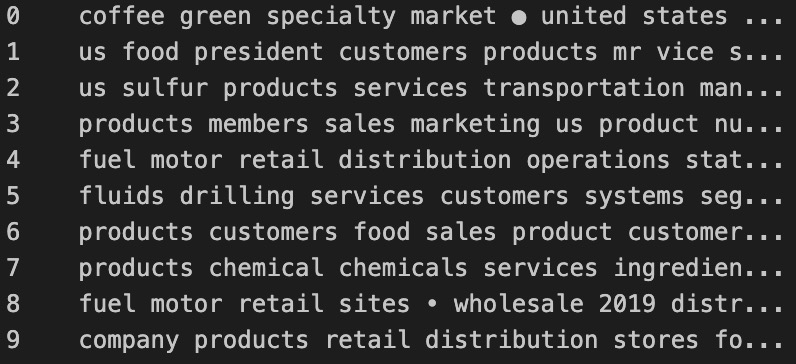 0 coffee green specialty market ● united states ...
1 us food president customers products mr vice s...
2 us sulfur products services transportation man...
3 products members sales marketing us product nu...
4 fuel motor retail distribution operations stat...
5 fluids drilling services customers systems seg...
6 products customers food sales product customer...
7 products chemical chemicals services ingredien...
8 fuel motor retail sites • wholesale 2019 distr...
9 company products retail distribution stores fo...